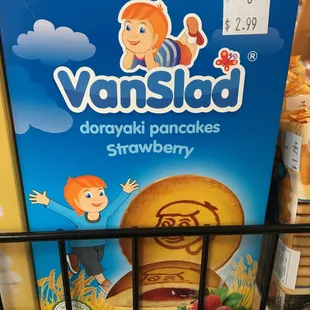 $ 2.99
VanSlad ®
dorayaki pancakes
Strawberry